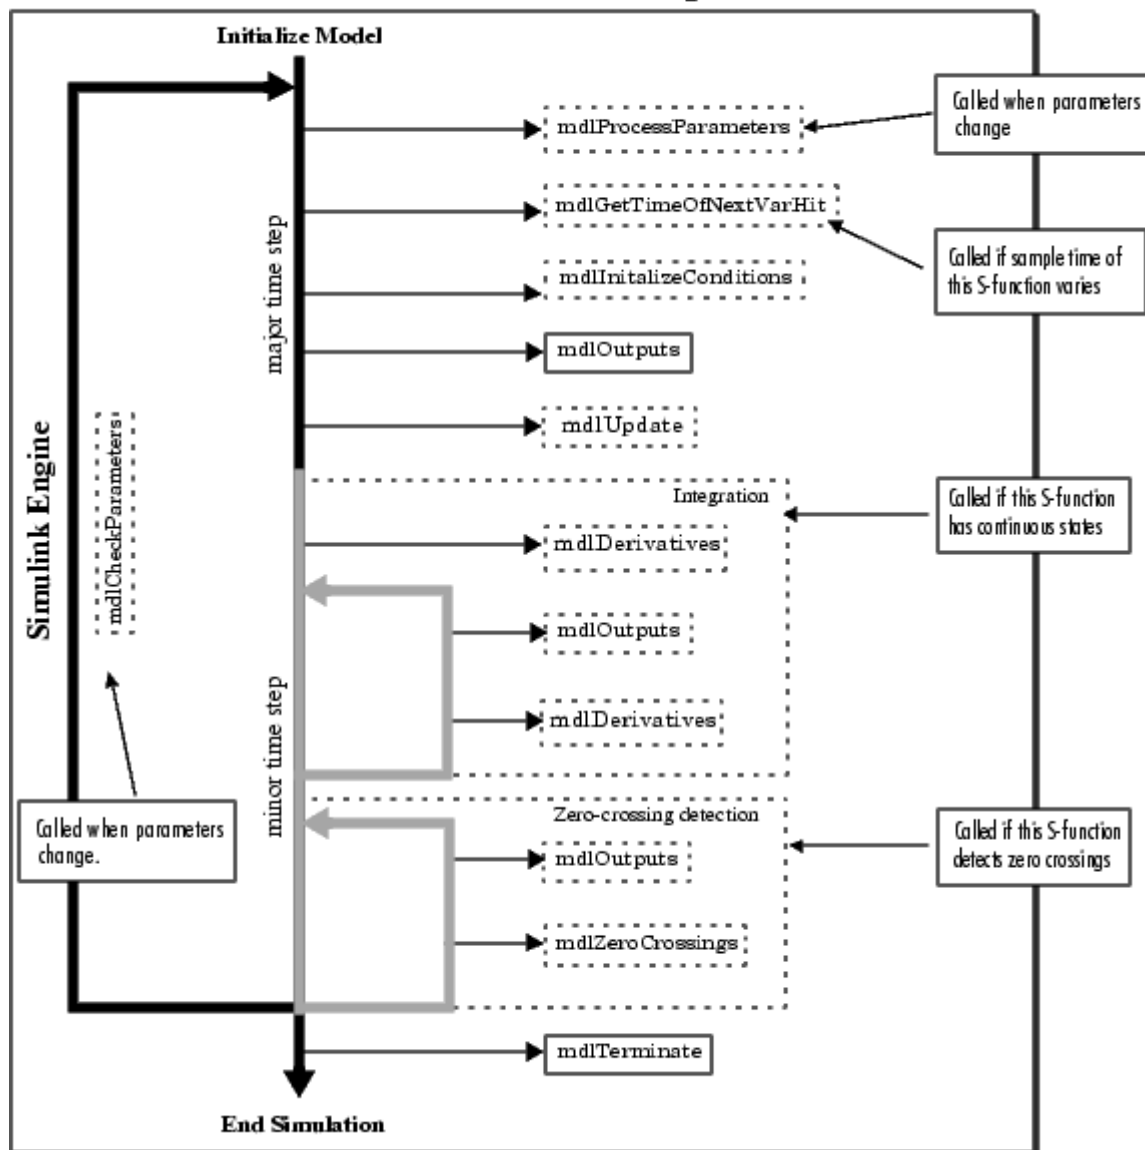 Initialize Model
Called when parameters
change
mdlProcessParameters
mdlGetTimeOfNextVarHit
Called if sample time of
this S-function varies
mdlInitalizeConditions
major time step
mdlOutputs
mdlUpdate
Simulink Engine
mdlCheckParameters
Integration
Called if this S-function
has continuous states
mdlDerivatives
mdlOutputs
minor time step
mdlDerivatives
Called when parameters
change.
Zero-crossing detection
Called if this S-function
detects zero crossings
mdlOutputs
mdlZeroCrossings
mdlTerminate
End Simulation